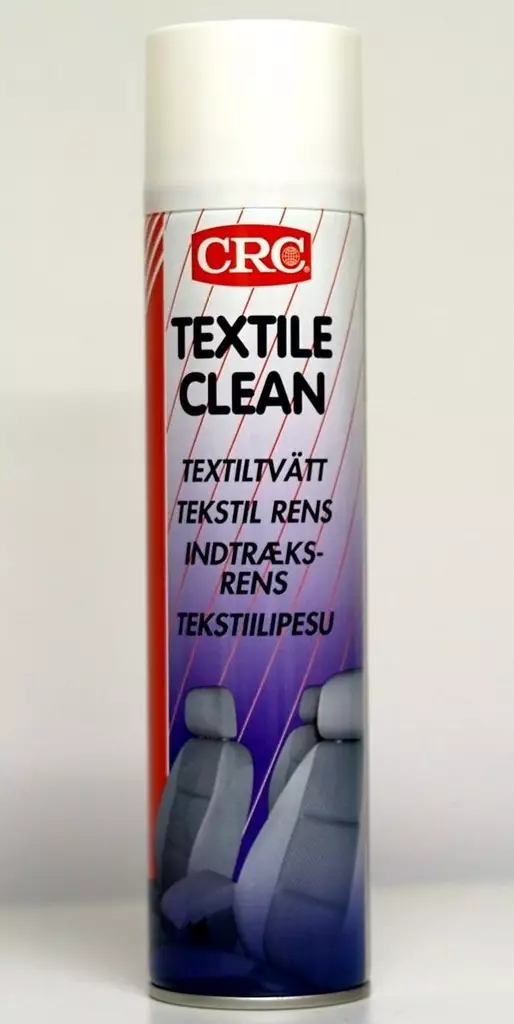 CRC
TEXTILE
CLEAN
TEXTILTVÄTT
TEKSTIL RENS
INDTRÆKS-
RENS
TEKSTIILIPESU